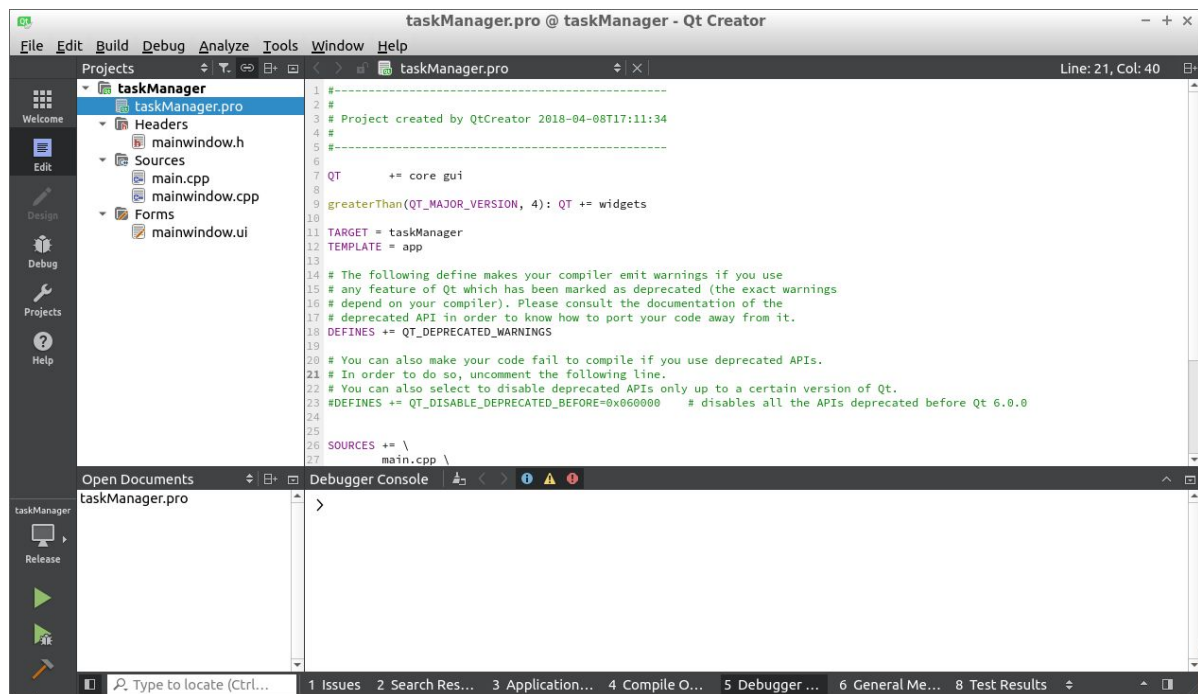 taskManager.pro @ taskManager - Qt Creator
File Edit Build Debug Analyze Tools Window Help
Projects
taskManager.pro
Line: 21, Col: 40
Welcome
Edit
Design
Debug
Projects
Help
taskManager
taskManager.pro
Headers
mainwindow.h
Sources
main.cpp
mainwindow.cpp
Forms
mainwindow.ui
1 #-------------------------------------------------
2 #
3 # Project created by QtCreator 2018-04-08T17:11:34
4 #
5 #-------------------------------------------------
6
7 QT       += core gui
8
9 greaterThan(QT_MAJOR_VERSION, 4): QT += widgets
10
11 TARGET = taskManager
12 TEMPLATE = app
13
14 # The following define makes your compiler emit warnings if you use
15 # any feature of Qt which has been marked as deprecated (the exact warnings
16 # depend on your compiler). Please consult the documentation of the
17 # deprecated API in order to know how to port your code away from it.
18 DEFINES += QT_DEPRECATED_WARNINGS
19
20 # You can also make your code fail to compile if you use deprecated APIs.
21 # In order to do so, uncomment the following line.
22 # You can also select to disable deprecated APIs only up to a certain version of Qt.
23 #DEFINES += QT_DISABLE_DEPRECATED_BEFORE=0x060000    # disables all the APIs deprecated before Qt 6.0.0
24
25
26 SOURCES += \
27         main.cpp \
Open Documents
taskManager.pro
Debugger Console
>
taskManager
Release
Type to locate (Ctrl...
1 Issues 2 Search Res... 3 Application... 4 Compile O... 5 Debugger ... 6 General Me... 8 Test Results